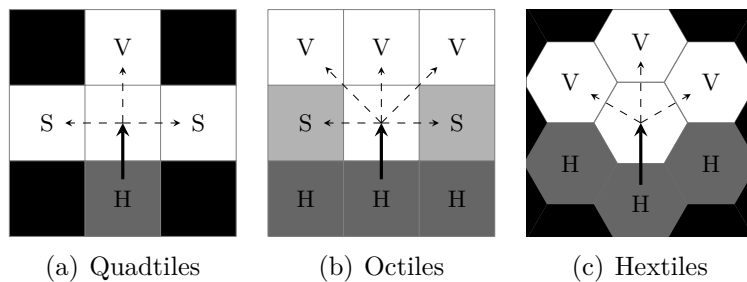 V
S S
H
(a) Quadtiles
V V V
S S
H H H
(b) Octiles
V
V V
H H
H
(c) Hextiles